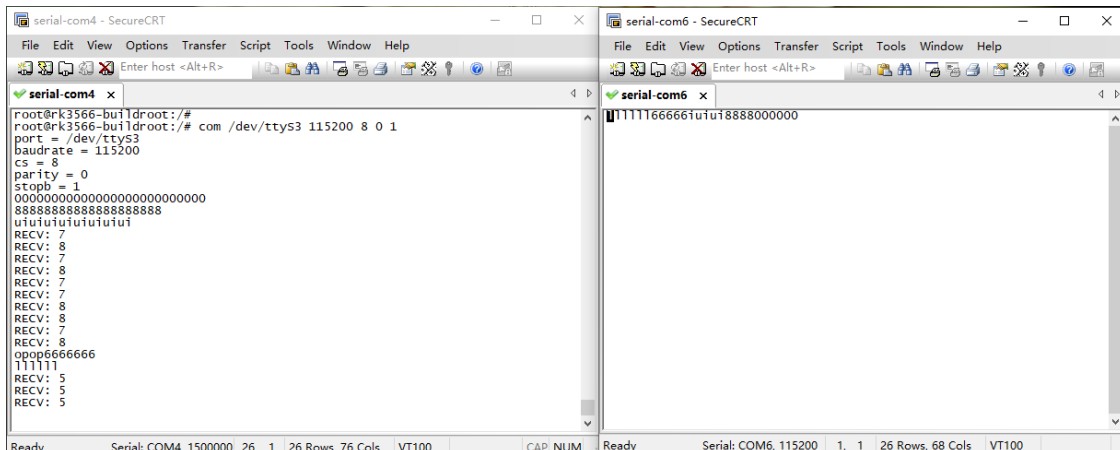 serial-com4 - SecureCRT
File Edit View Options Transfer Script Tools Window Help
Enter host <Alt+R>
serial-com4 x
root@rk3566-buildroot:/#
root@rk3566-buildroot:/# com /dev/ttyS3 115200 8 0 1
port = /dev/ttyS3
baudrate = 115200
cs = 8
parity = 0
stopb = 1
00000000000000000000000000
88888888888888888888
uiuiuiuiuiuiuiui
RECV: 7
RECV: 8
RECV: 7
RECV: 8
RECV: 7
RECV: 7
RECV: 8
RECV: 8
RECV: 7
RECV: 8
opop6666666
llllll
RECV: 5
RECV: 5
RECV: 5
Ready Serial: COM4, 1500000 26, 1 26 Rows, 76 Cols VT100 CAP NUM
serial-com6 - SecureCRT
File Edit View Options Transfer Script Tools Window Help
Enter host <Alt+R>
serial-com6 x
lllllll66666iuiui8888000000
Ready Serial: COM6, 115200 1, 1 26 Rows, 68 Cols VT100